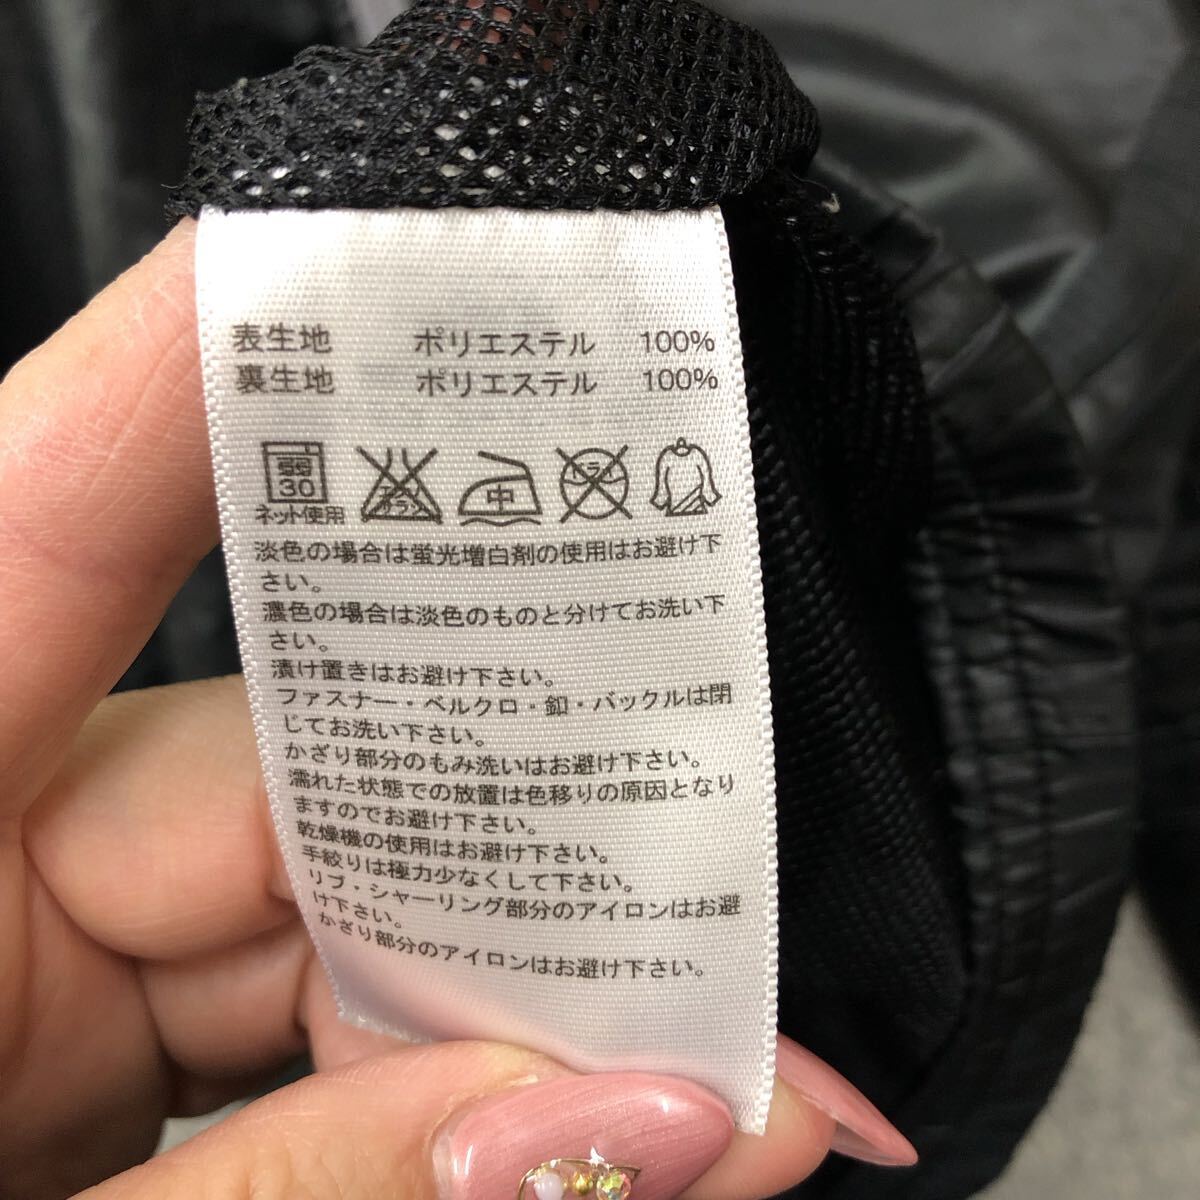 表生地 ポリエステル 100%
裏生地 ポリエステル 100%
弱 30 エンソサラシ 中 ドライ
ネット使用
淡色の場合は蛍光増白剤の使用はお避け下
さい。
濃色の場合は淡色のものと分けてお洗い下
さい。
漬け置きはお避け下さい。
ファスナー・ベルクロ・釦・バックルは閉
じてお洗い下さい。
かざり部分のもみ洗いはお避け下さい。
濡れた状態での放置は色移りの原因となり
ますのでお避け下さい。
乾燥機の使用はお避け下さい。
手絞りは極力少なくして下さい。
リブ・シャーリング部分のアイロンはお避
け下さい。
かざり部分のアイロンはお避け下さい。